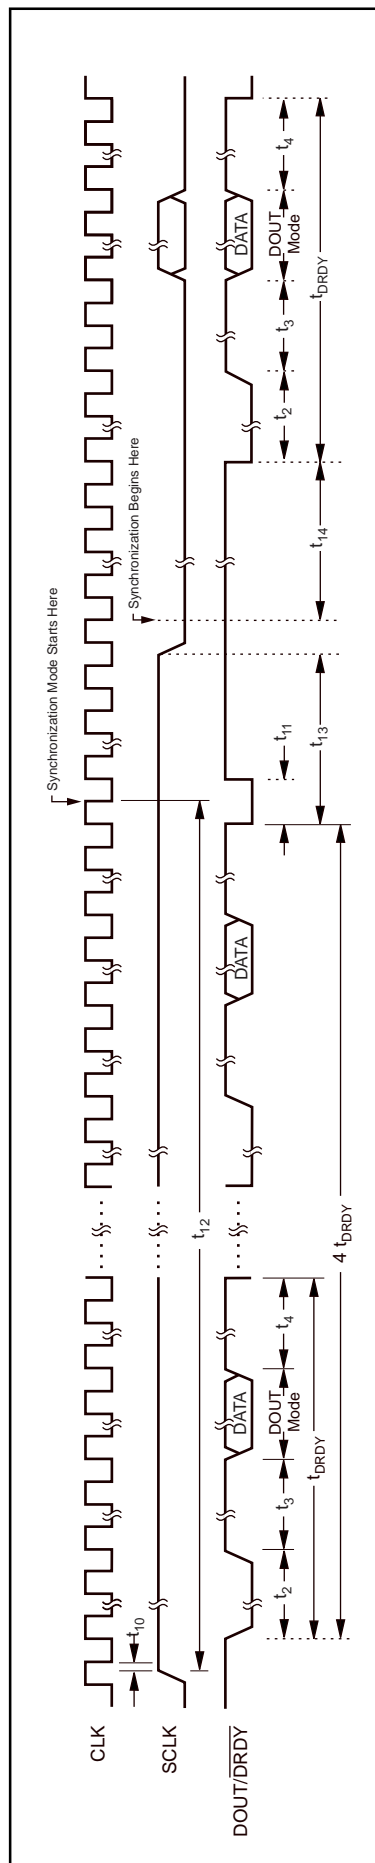 Synchronization Mode Starts Here
Synchronization Begins Here
CLK
t10
SCLK
t12
DOUT/DRDY
DATA
DATA
DATA
t11
t2
t3
DOUT
Mode
t4
t13
t14
t2
t3
DOUT
Mode
t4
tDRDY
tDRDY
4 tDRDY